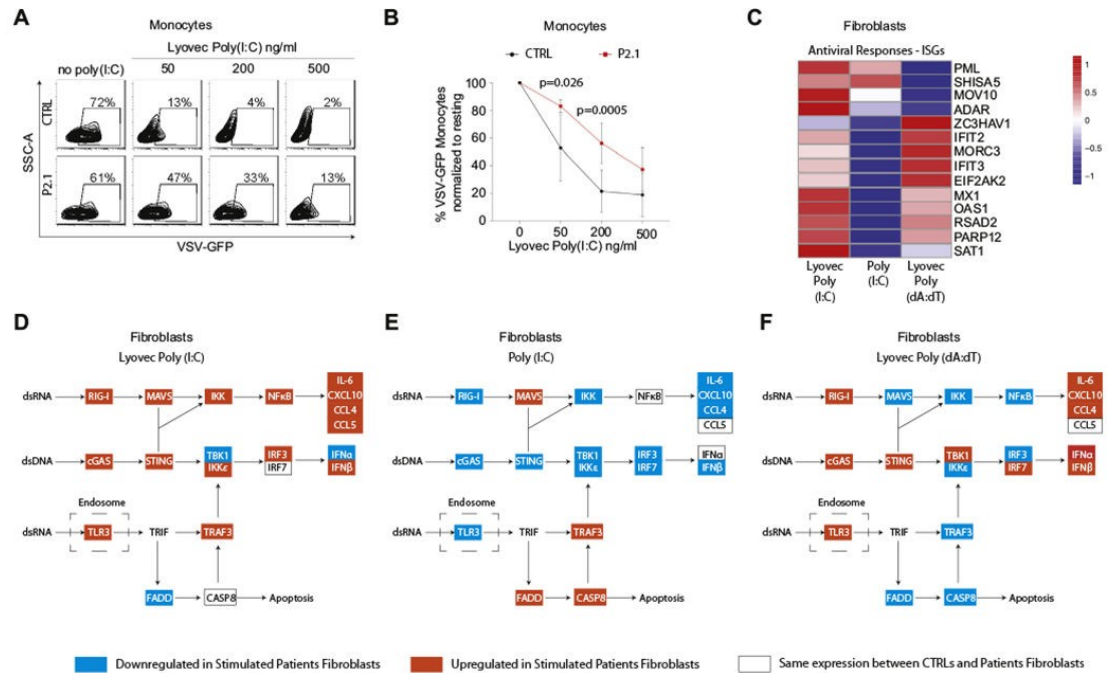 A
Monocytes
Lyovec Poly(I:C) ng/ml
no poly(I:C) 50 200 500
CTRL
72% 13% 4% 2%
SSC-A
P2.1
61% 47% 33% 13%
VSV-GFP
B
Monocytes
CTRL P2.1
% VSV-GFP Monocytes
normalized to resting
100
80
60
40
20
0
p=0.026
p=0.0005
0 50 200 500
Lyovec Poly(I:C) ng/ml
C
Fibroblasts
Antiviral Responses - ISGs
PML
SHISA5
MOV10
ADAR
ZC3HAV1
IFIT2
MORC3
IFIT3
EIF2AK2
MX1
OAS1
RSAD2
PARP12
SAT1
1
0.5
0
−0.5
−1
Lyovec Poly (I:C)
Poly (I:C)
Lyovec Poly (dA:dT)
D
Fibroblasts
Lyovec Poly (I:C)
dsRNA RIG-I MAVS IKK NFκB
IL-6
CXCL10
CCL4
CCL5
dsDNA cGAS STING
TBK1 IRF3 IFNα
IKKε IRF7 IFNβ
Endosome
dsRNA TLR3 TRIF TRAF3
FADD CASP8 Apoptosis
E
Fibroblasts
Poly (I:C)
dsRNA RIG-I MAVS IKK NFκB
IL-6
CXCL10
CCL4
CCL5
dsDNA cGAS STING
TBK1 IRF3 IFNα
IKKε IRF7 IFNβ
Endosome
dsRNA TLR3 TRIF TRAF3
FADD CASP8 Apoptosis
F
Fibroblasts
Lyovec Poly (dA:dT)
dsRNA RIG-I MAVS IKK NFκB
IL-6
CXCL10
CCL4
CCL5
dsDNA cGAS STING
TBK1 IRF3 IFNα
IKKε IRF7 IFNβ
Endosome
dsRNA TLR3 TRIF TRAF3
FADD CASP8 Apoptosis
Downregulated in Stimulated Patients Fibroblasts
Upregulated in Stimulated Patients Fibroblasts
Same expression between CTRLs and Patients Fibroblasts